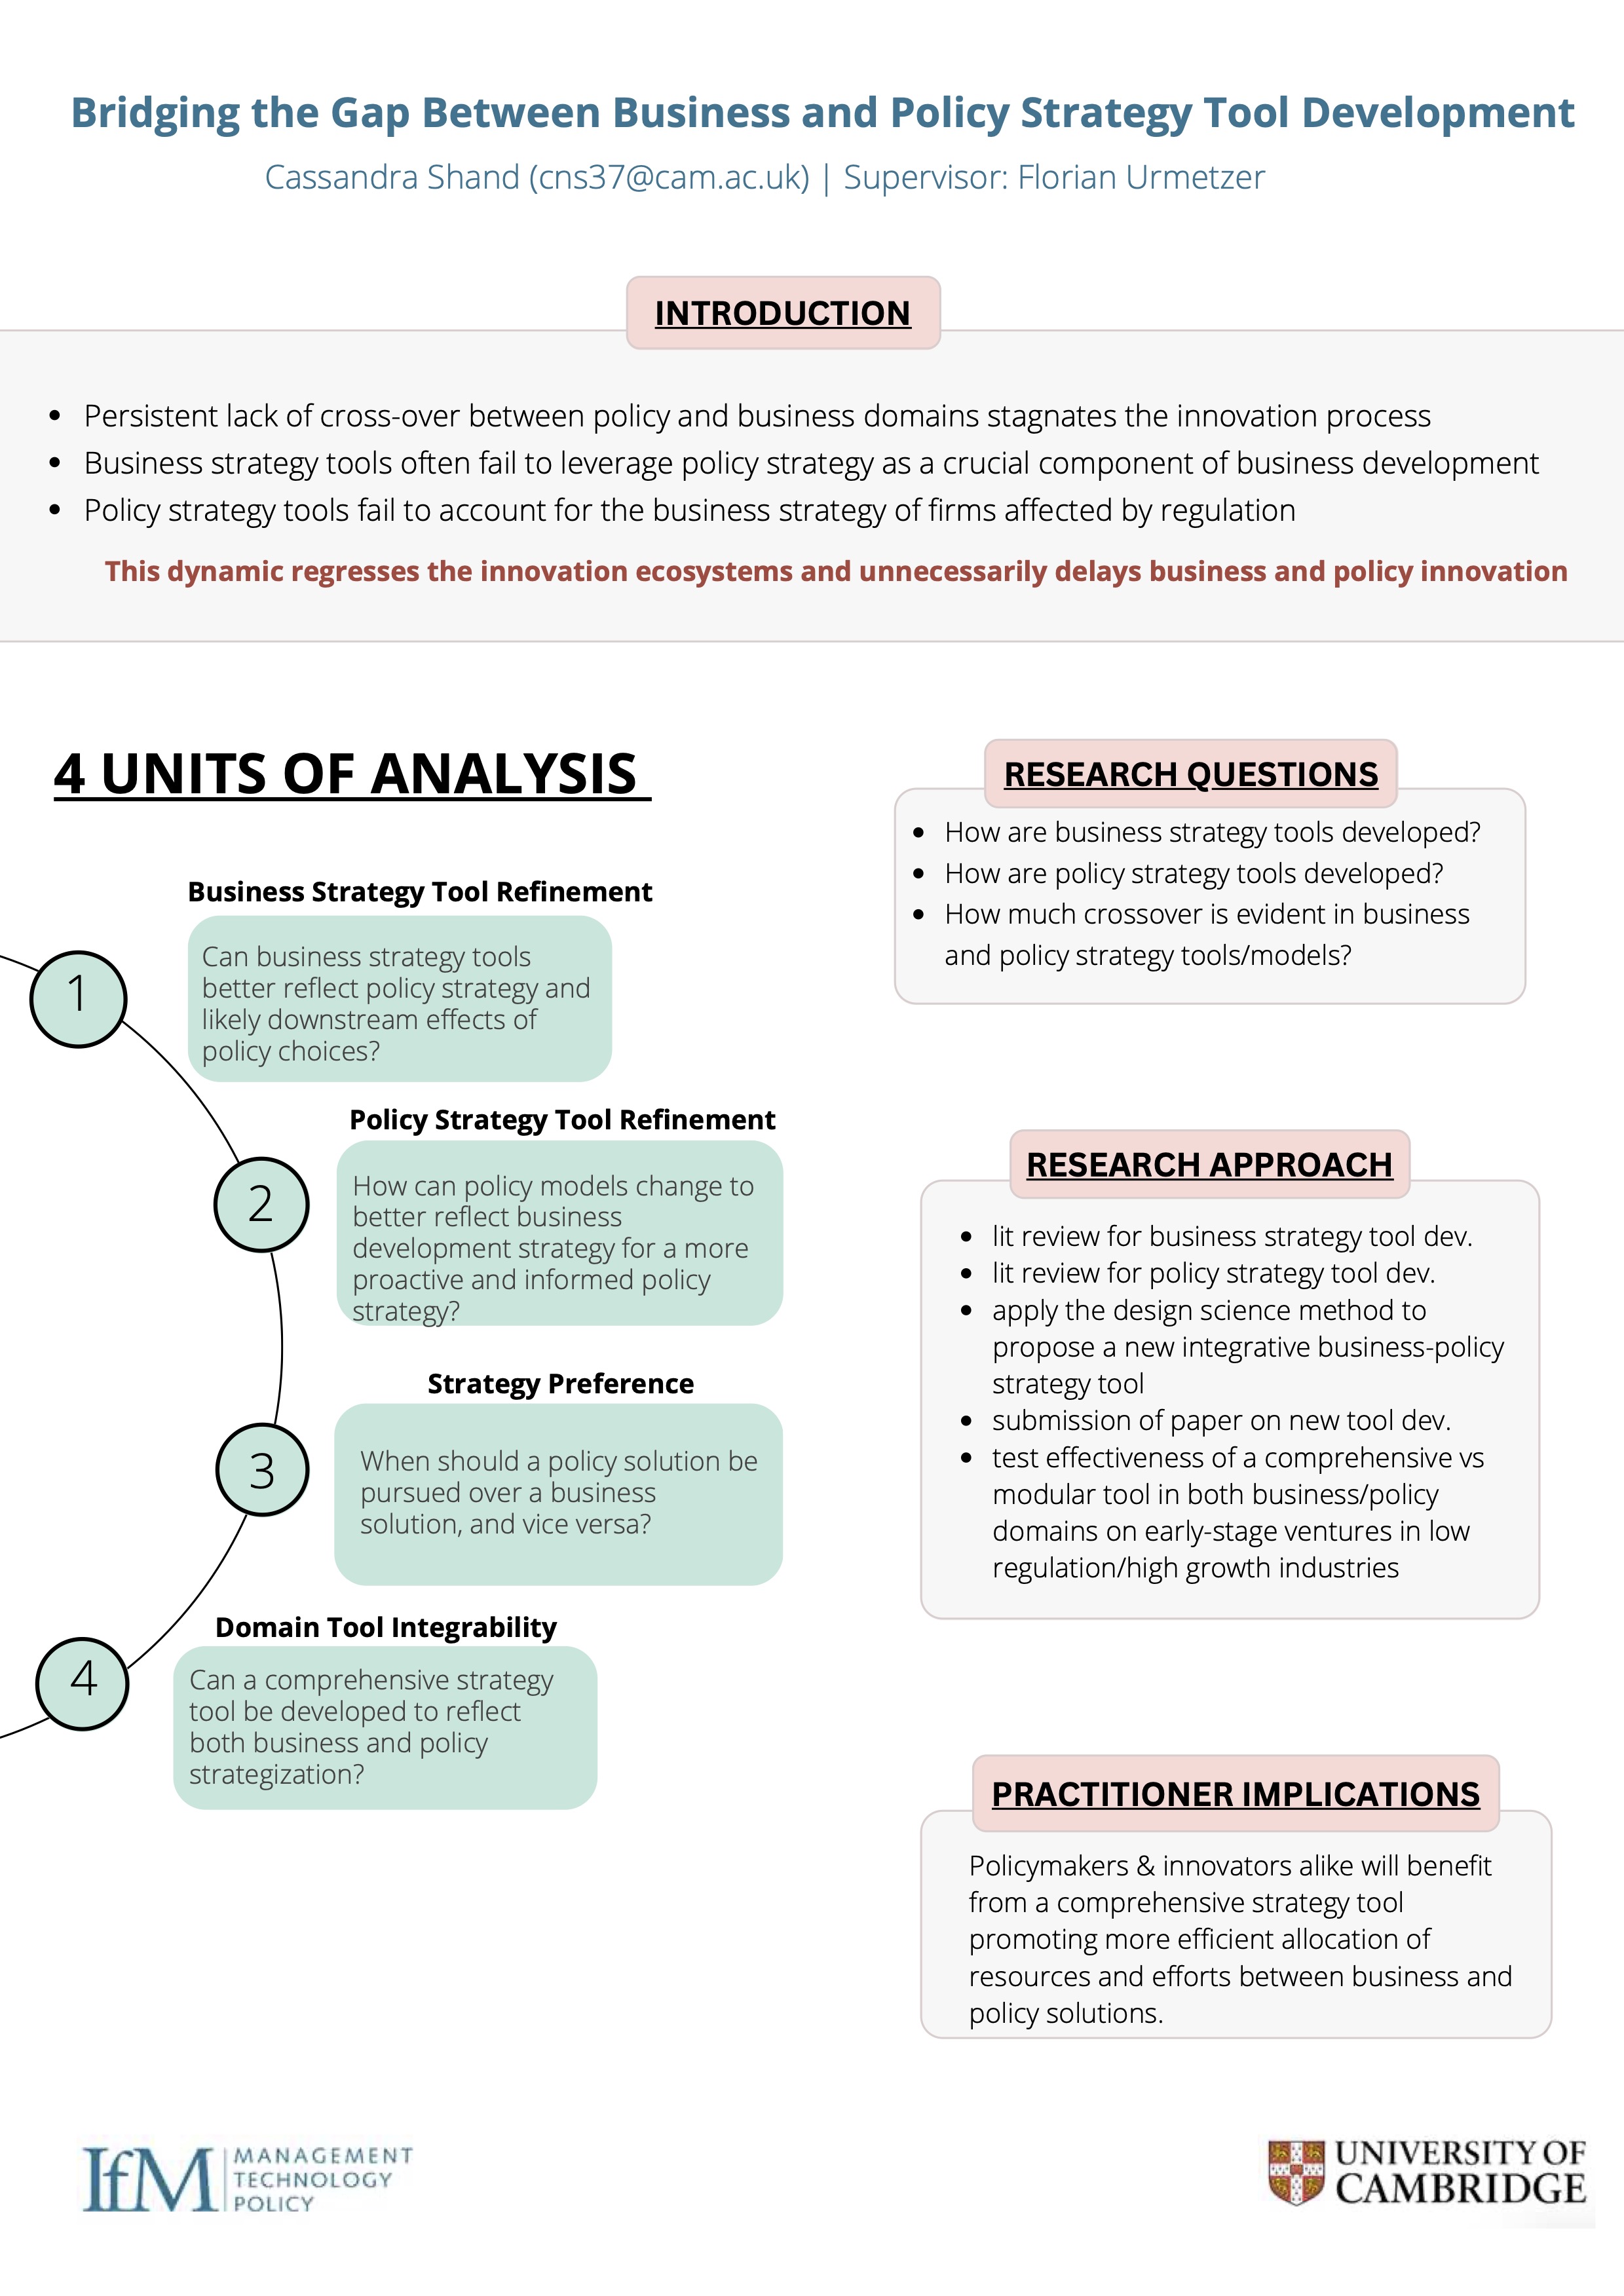 Bridging the Gap Between Business and Policy Strategy Tool Development
Cassandra Shand (cns37@cam.ac.uk) | Supervisor: Florian Urmetzer
INTRODUCTION
• Persistent lack of cross-over between policy and business domains stagnates the innovation process
• Business strategy tools often fail to leverage policy strategy as a crucial component of business development
• Policy strategy tools fail to account for the business strategy of firms affected by regulation
This dynamic regresses the innovation ecosystems and unnecessarily delays business and policy innovation
4 UNITS OF ANALYSIS
1
Business Strategy Tool Refinement
Can business strategy tools
better reflect policy strategy and
likely downstream effects of
policy choices?
2
Policy Strategy Tool Refinement
How can policy models change to
better reflect business
development strategy for a more
proactive and informed policy
strategy?
3
Strategy Preference
When should a policy solution be
pursued over a business
solution, and vice versa?
4
Domain Tool Integrability
Can a comprehensive strategy
tool be developed to reflect
both business and policy
strategization?
RESEARCH QUESTIONS
• How are business strategy tools developed?
• How are policy strategy tools developed?
• How much crossover is evident in business
and policy strategy tools/models?
RESEARCH APPROACH
• lit review for business strategy tool dev.
• lit review for policy strategy tool dev.
• apply the design science method to
propose a new integrative business-policy
strategy tool
• submission of paper on new tool dev.
• test effectiveness of a comprehensive vs
modular tool in both business/policy
domains on early-stage ventures in low
regulation/high growth industries
PRACTITIONER IMPLICATIONS
Policymakers & innovators alike will benefit
from a comprehensive strategy tool
promoting more efficient allocation of
resources and efforts between business and
policy solutions.
IfM
MANAGEMENT
TECHNOLOGY
POLICY
UNIVERSITY OF
CAMBRIDGE